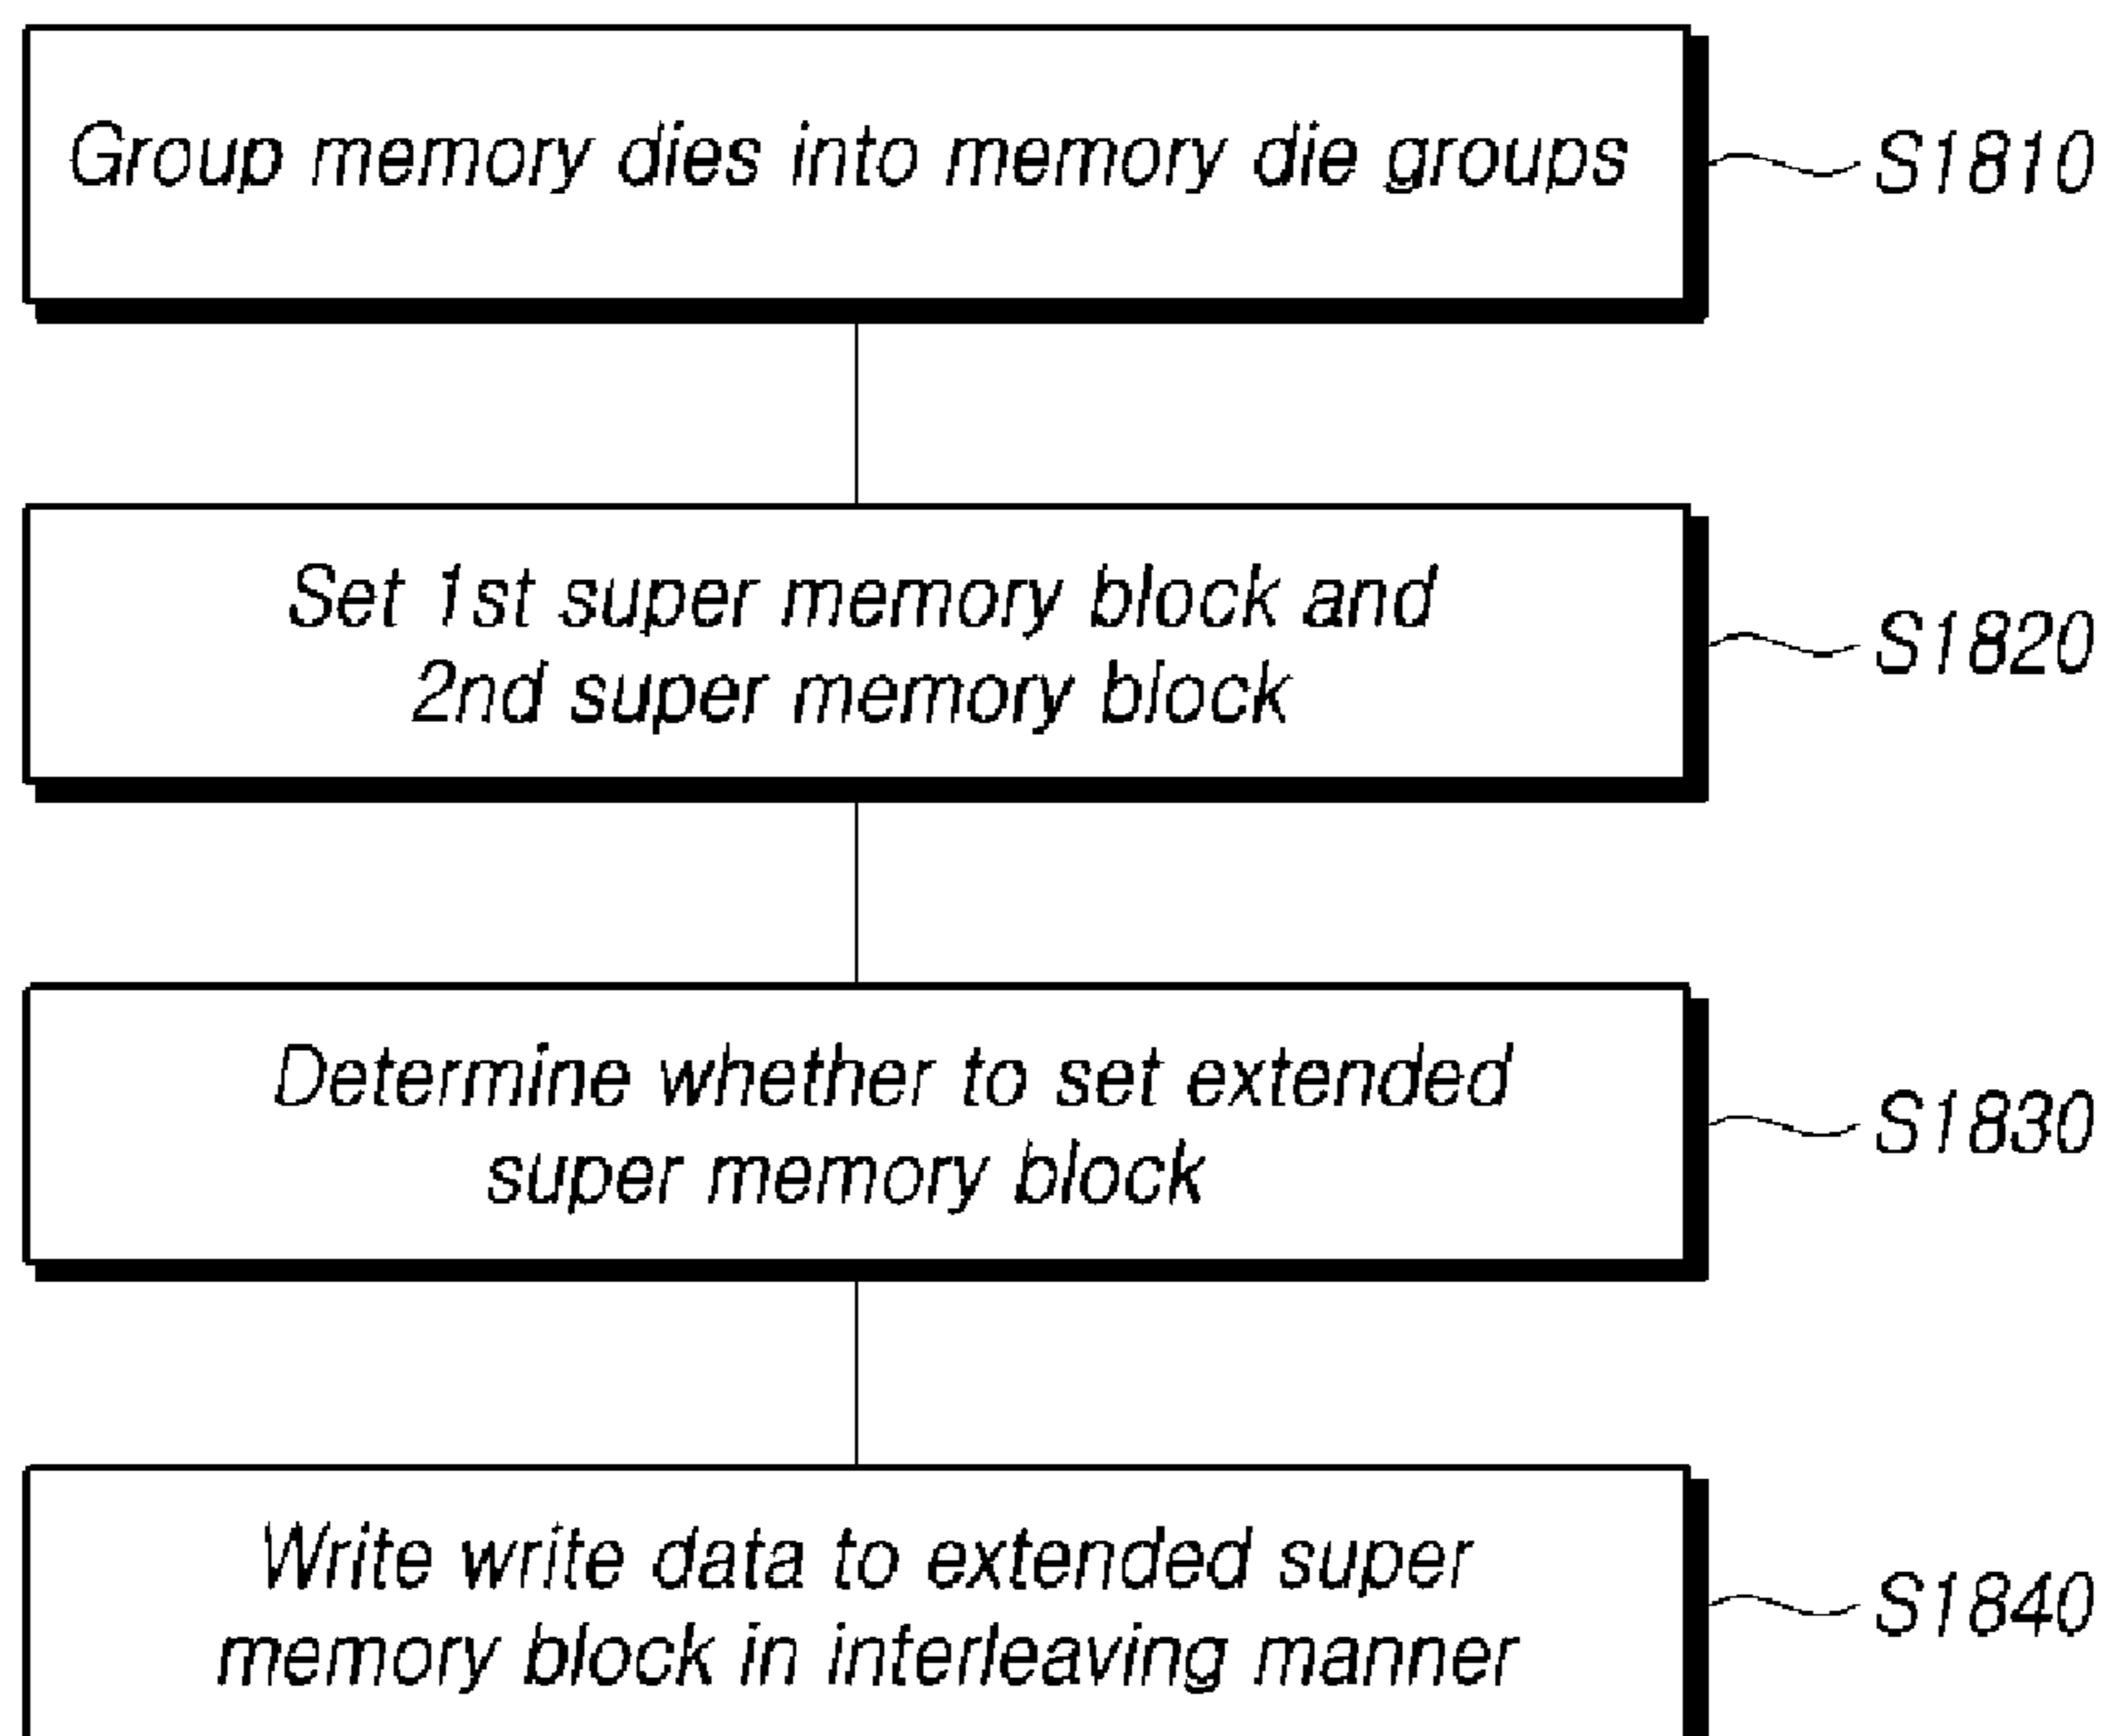 Group memory dies into memory die groups
S1810
Set 1st super memory block and
2nd super memory block
S1820
Determine whether to set extended
super memory block
S1830
Write write data to extended super
memory block in interleaving manner
S1840